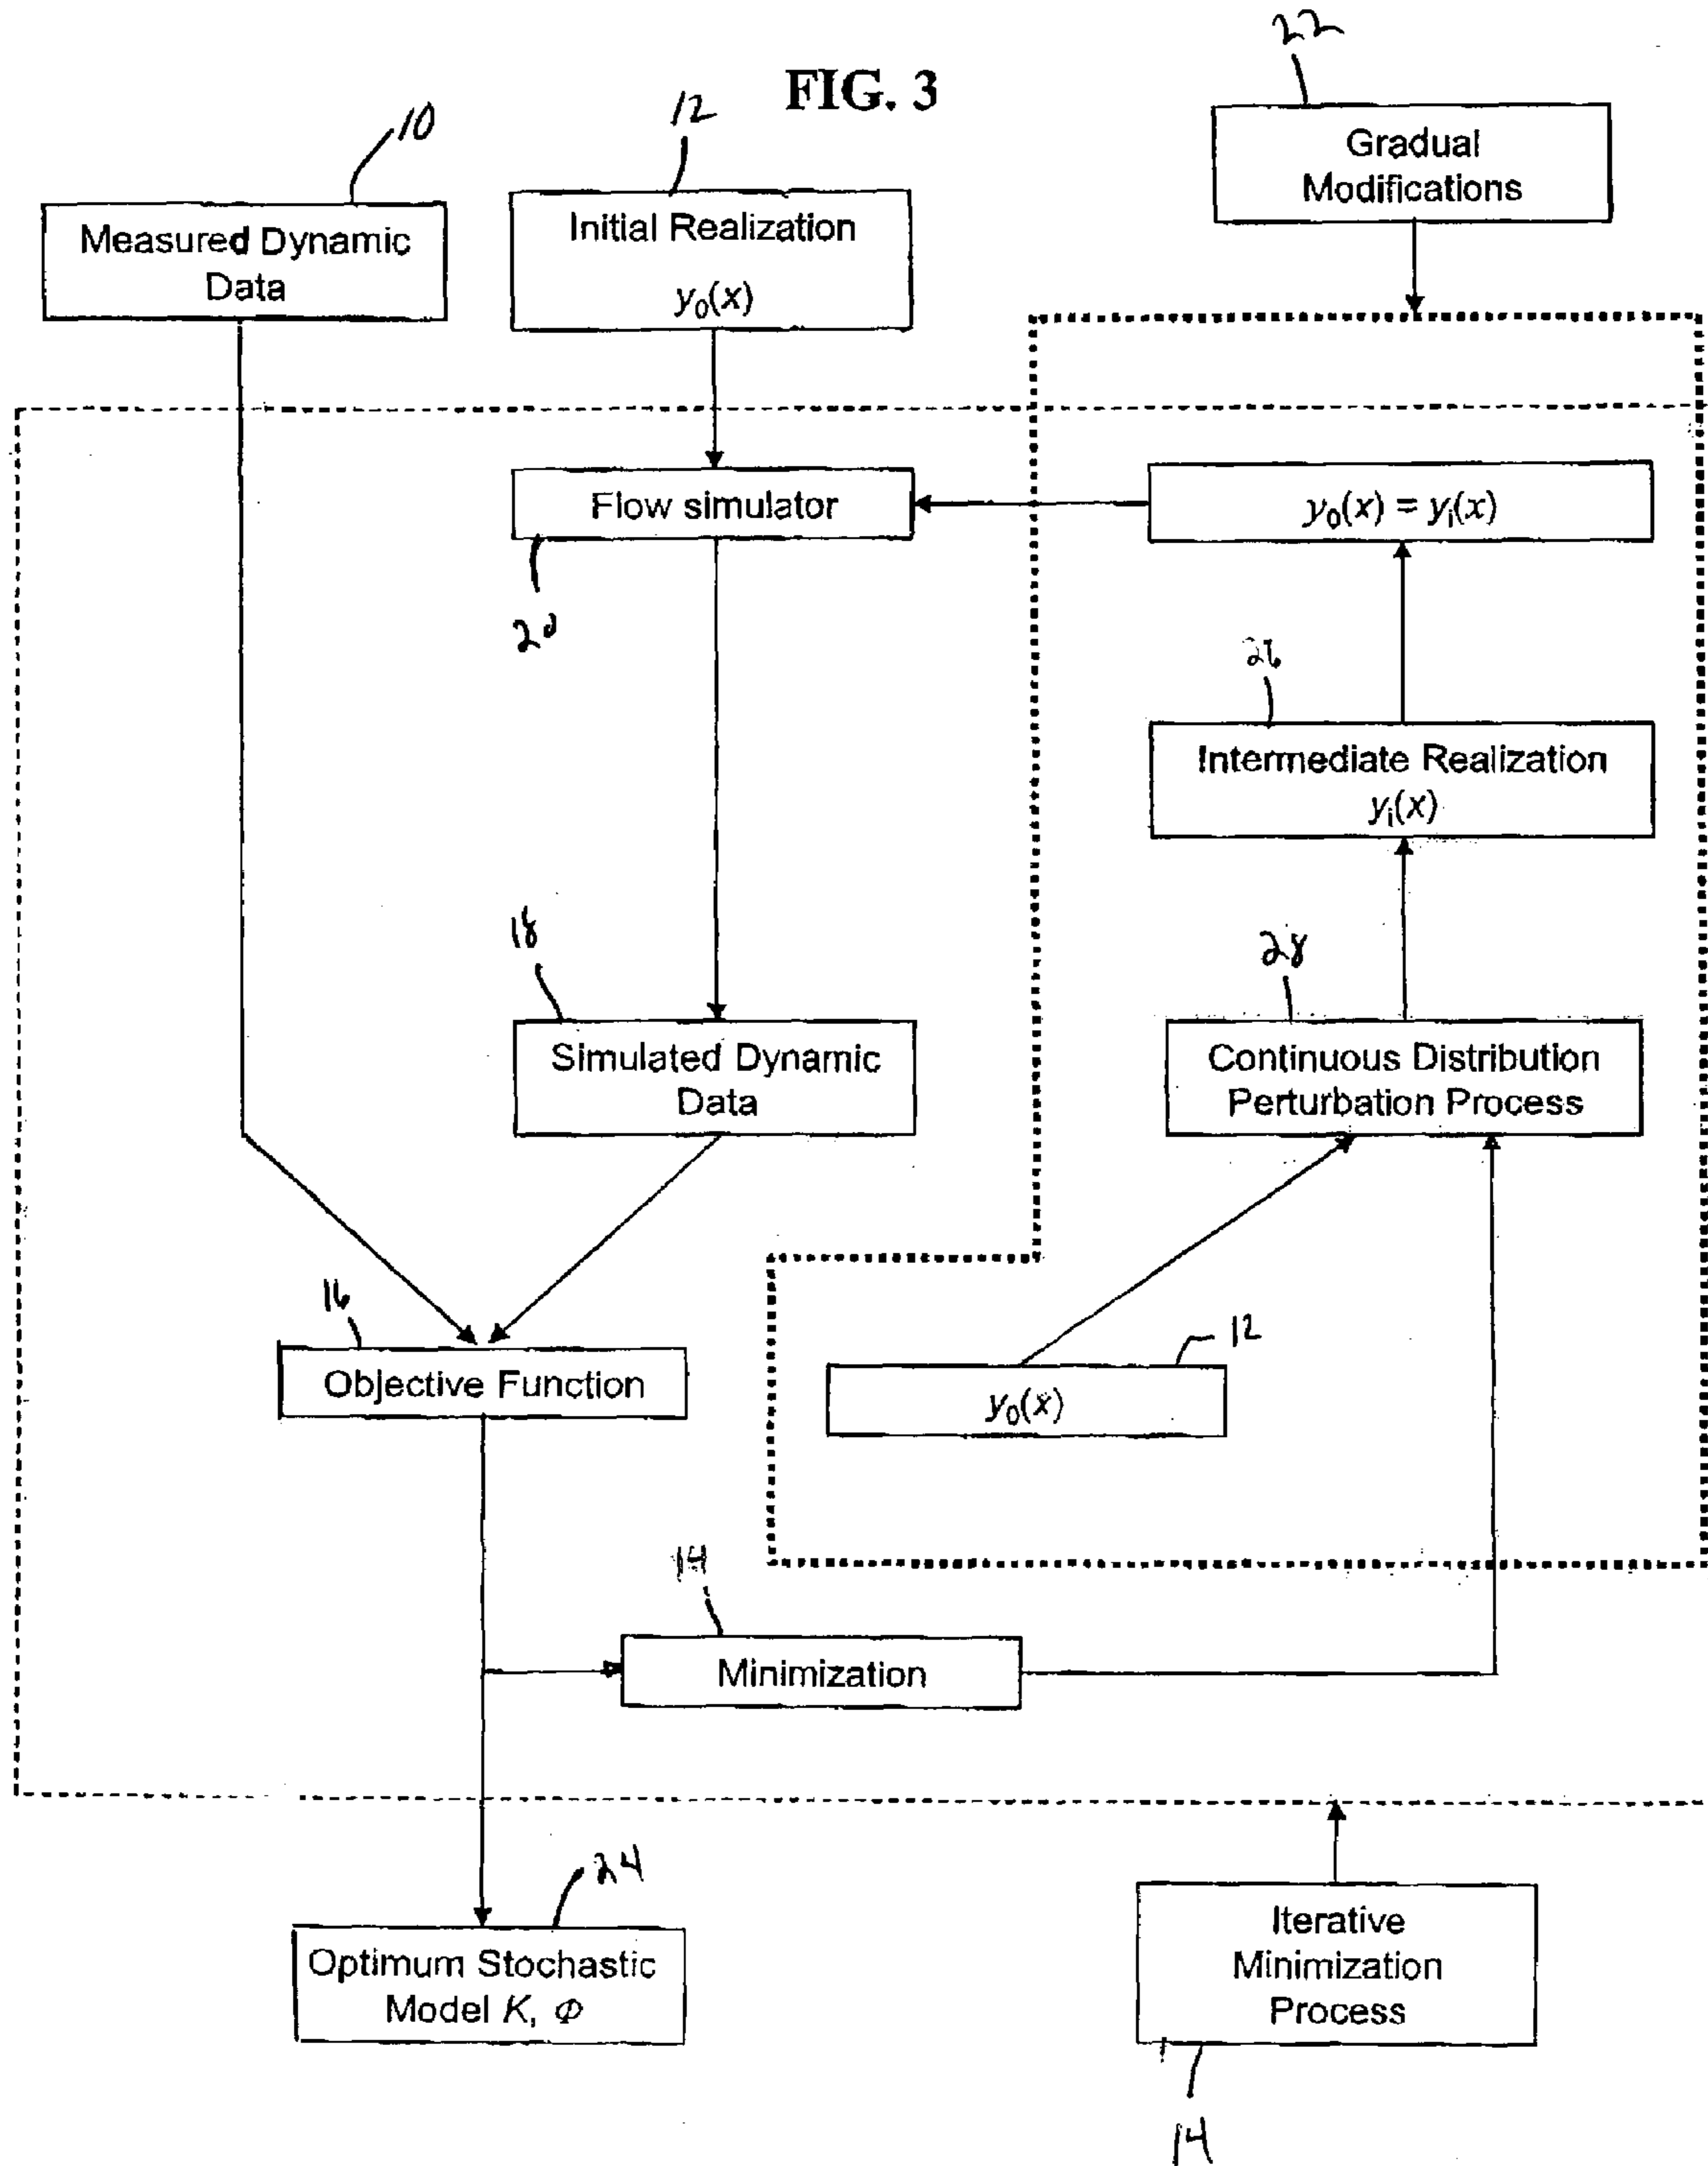 22
FIG. 3
10
12
Gradual
Modifications
Measured Dynamic
Data
Initial Realization
y₀(x)
Flow simulator
y₀(x) = yᵢ(x)
20
26
Intermediate Realization
yᵢ(x)
18
28
Simulated Dynamic
Data
Continuous Distribution
Perturbation Process
16
12
Objective Function
y₀(x)
14
Minimization
24
Optimum Stochastic
Model K, Φ
Iterative
Minimization
Process
14